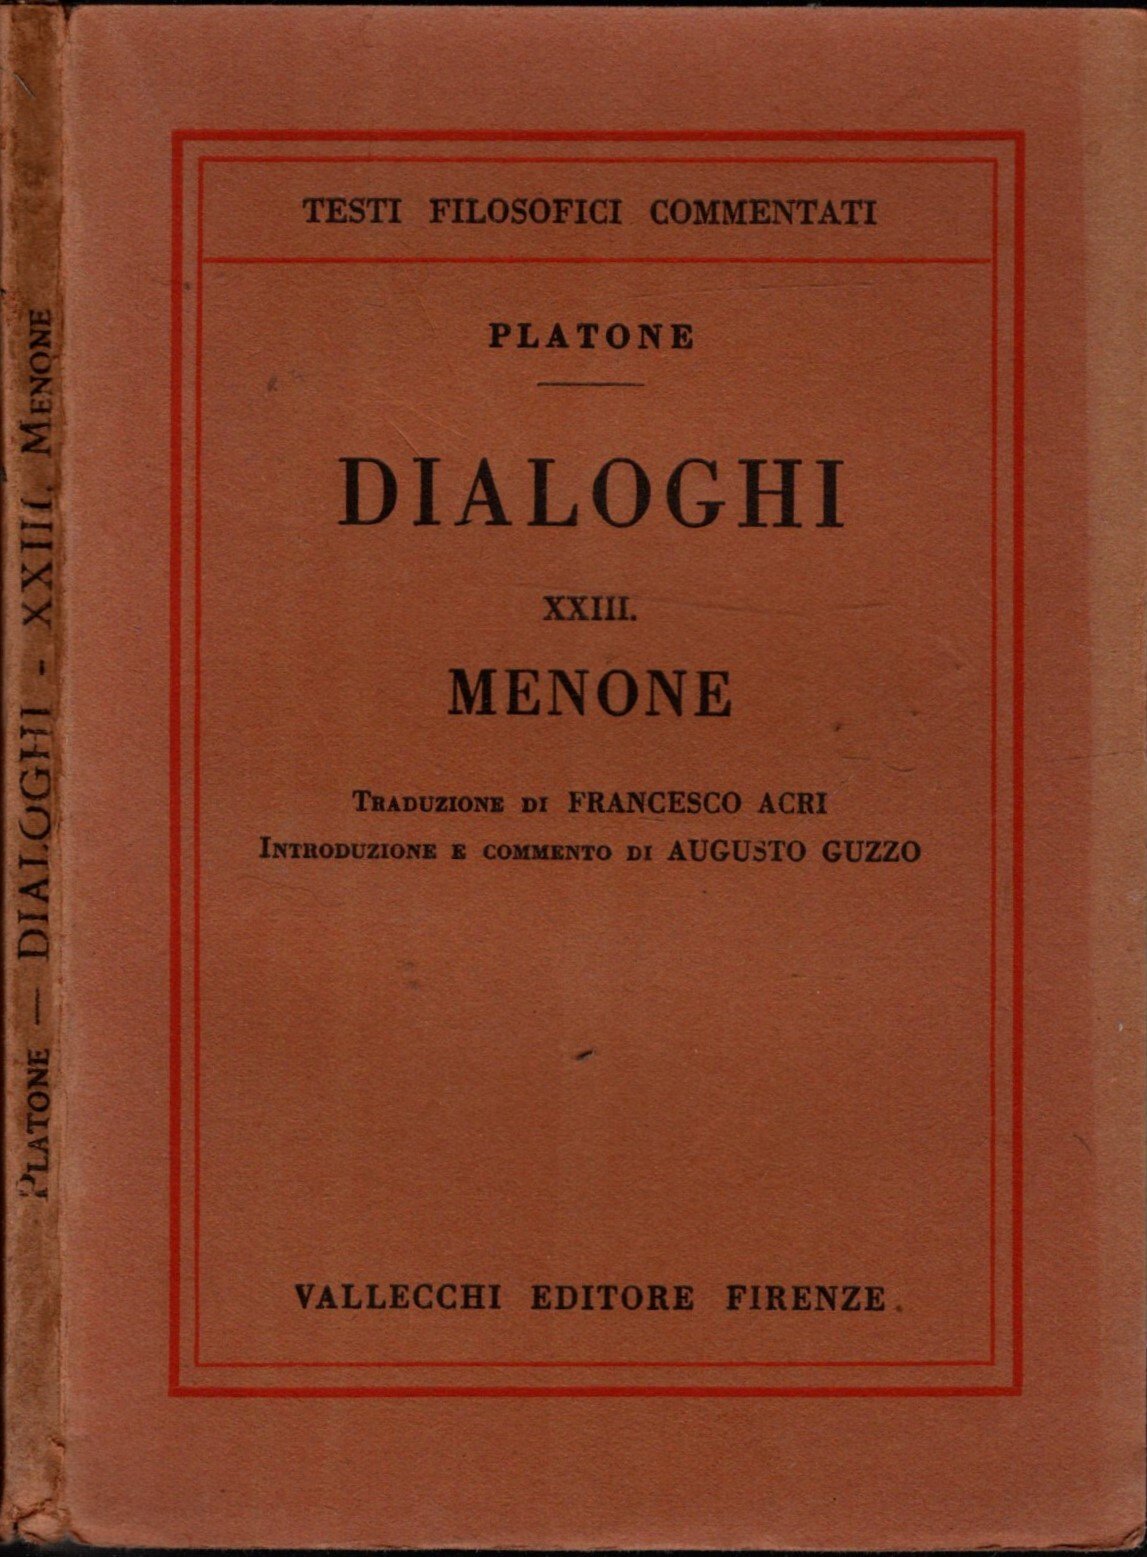 TESTI FILOSOFICI COMMENTATI
PLATONE
DIALOGHI
XXIII.
MENONE
TRADUZIONE DI FRANCESCO ACRI
INTRODUZIONE E COMMENTO DI AUGUSTO GUZZO
VALLECCHI EDITORE FIRENZE
PLATONE — DIALOGHI - XXIII. MENONE